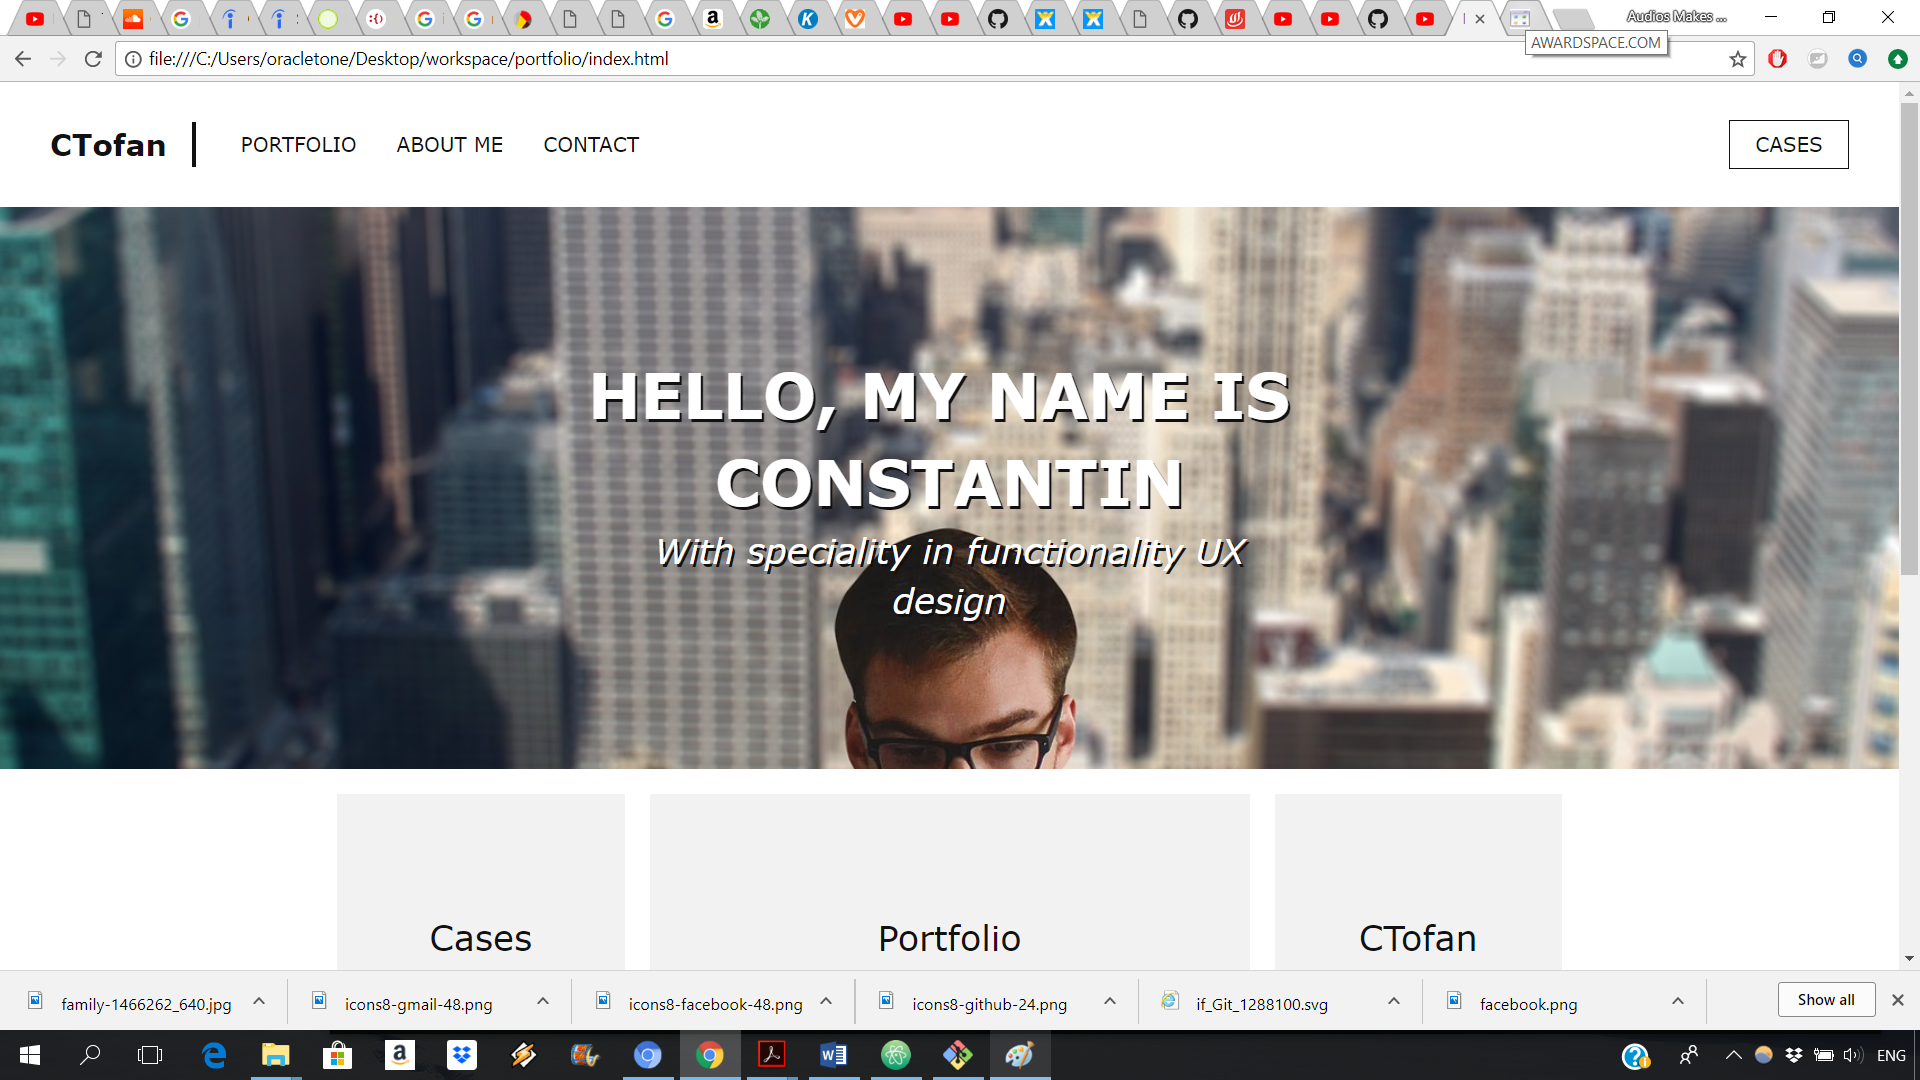 Audios Makes ...
file:///C:/Users/oracletone/Desktop/workspace/portfolio/index.html
AWARDSPACE.COM
CTofan
PORTFOLIO
ABOUT ME
CONTACT
CASES
HELLO, MY NAME IS
CONSTANTIN
With speciality in functionality UX
design
Cases
Portfolio
CTofan
family-1466262_640.jpg
icons8-gmail-48.png
icons8-facebook-48.png
icons8-github-24.png
if_Git_1288100.svg
facebook.png
Show all
ENG